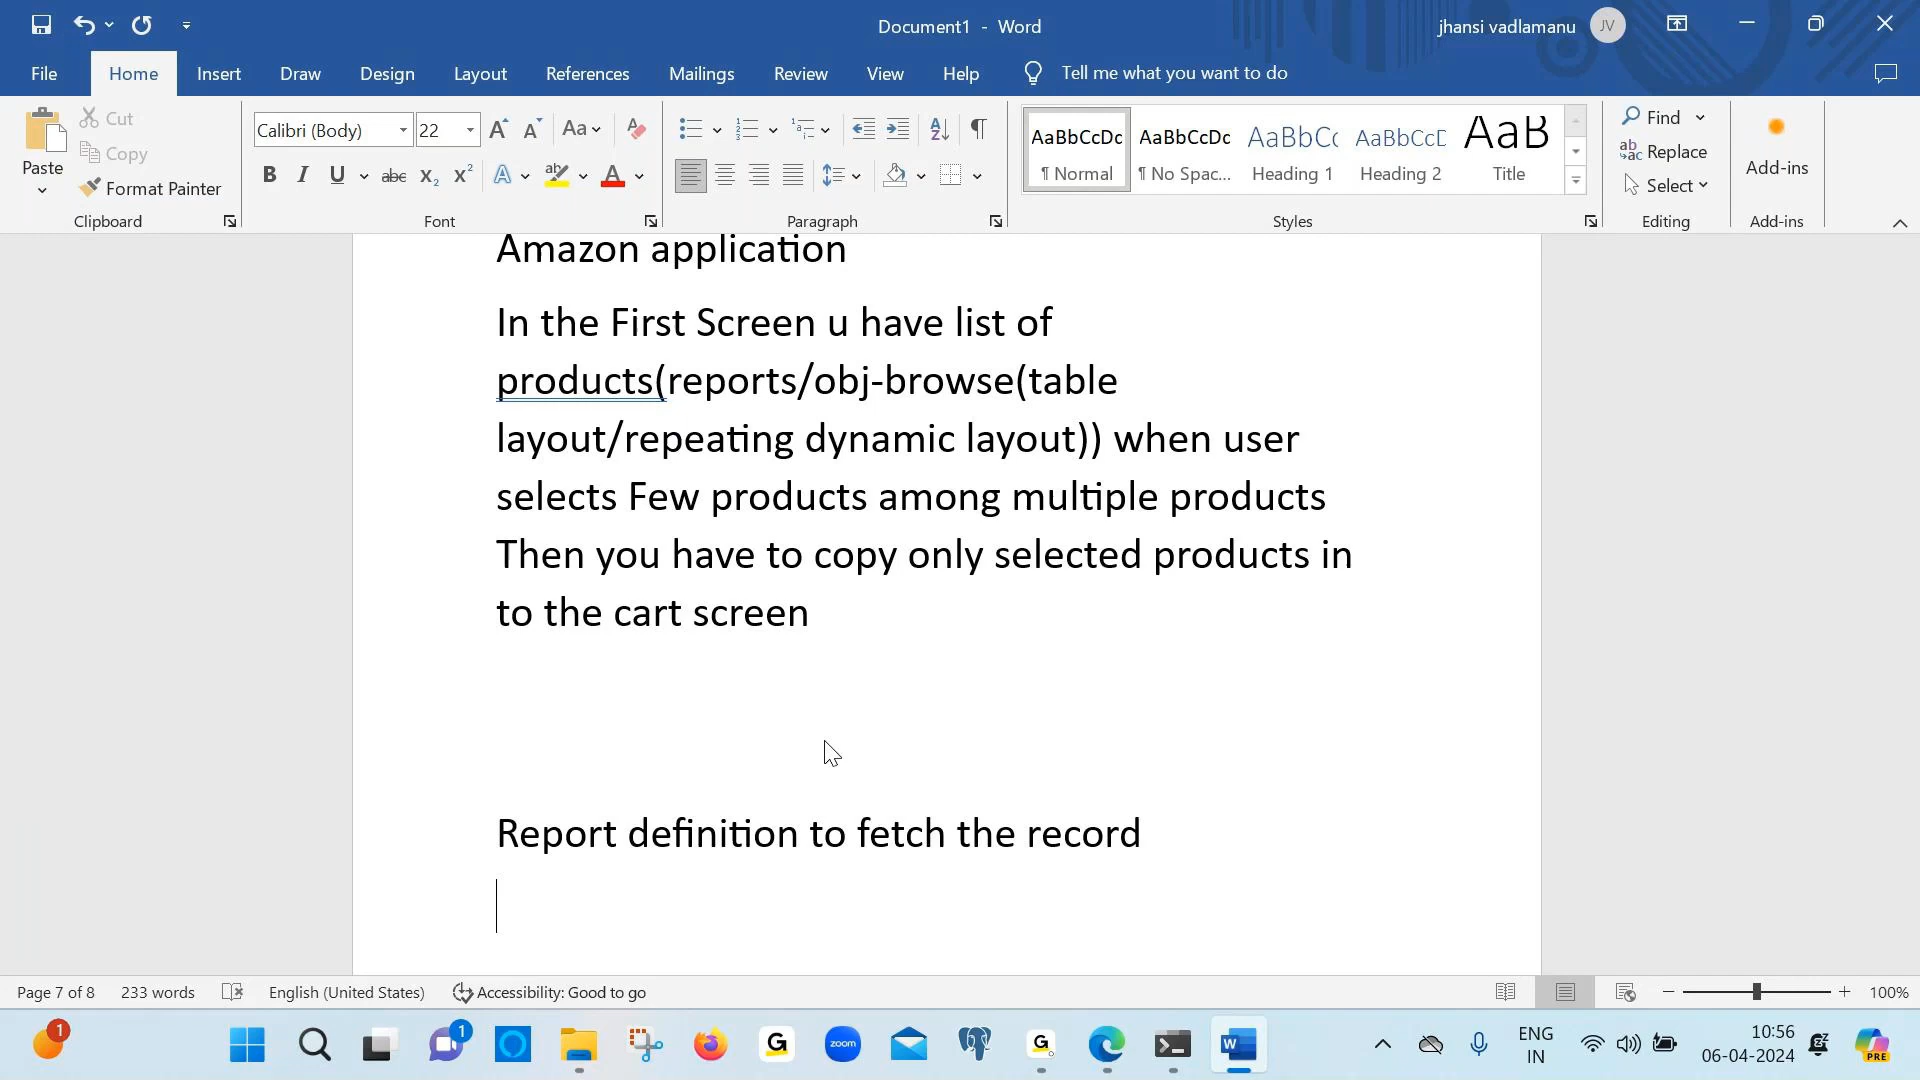 Document1 - Word
jhansi vadlamanu
JV
File
Home
Insert
Draw
Design
Layout
References
Mailings
Review
View
Help
Tell me what you want to do
Paste
Cut
Copy
Format Painter
Clipboard
Calibri (Body)
22
Font
Paragraph
AaBbCcDc
¶ Normal
AaBbCcDc
¶ No Spac...
AaBbC
Heading 1
AaBbCcD
Heading 2
AaB
Title
Styles
Find
Replace
Select
Editing
Add-ins
Add-ins
Amazon application
In the First Screen u have list of
products(reports/obj-browse(table
layout/repeating dynamic layout)) when user
selects Few products among multiple products
Then you have to copy only selected products in
to the cart screen
Report definition to fetch the record
Page 7 of 8
233 words
English (United States)
Accessibility: Good to go
100%
1
1
zoom
ENG
IN
10:56
06-04-2024
PRE